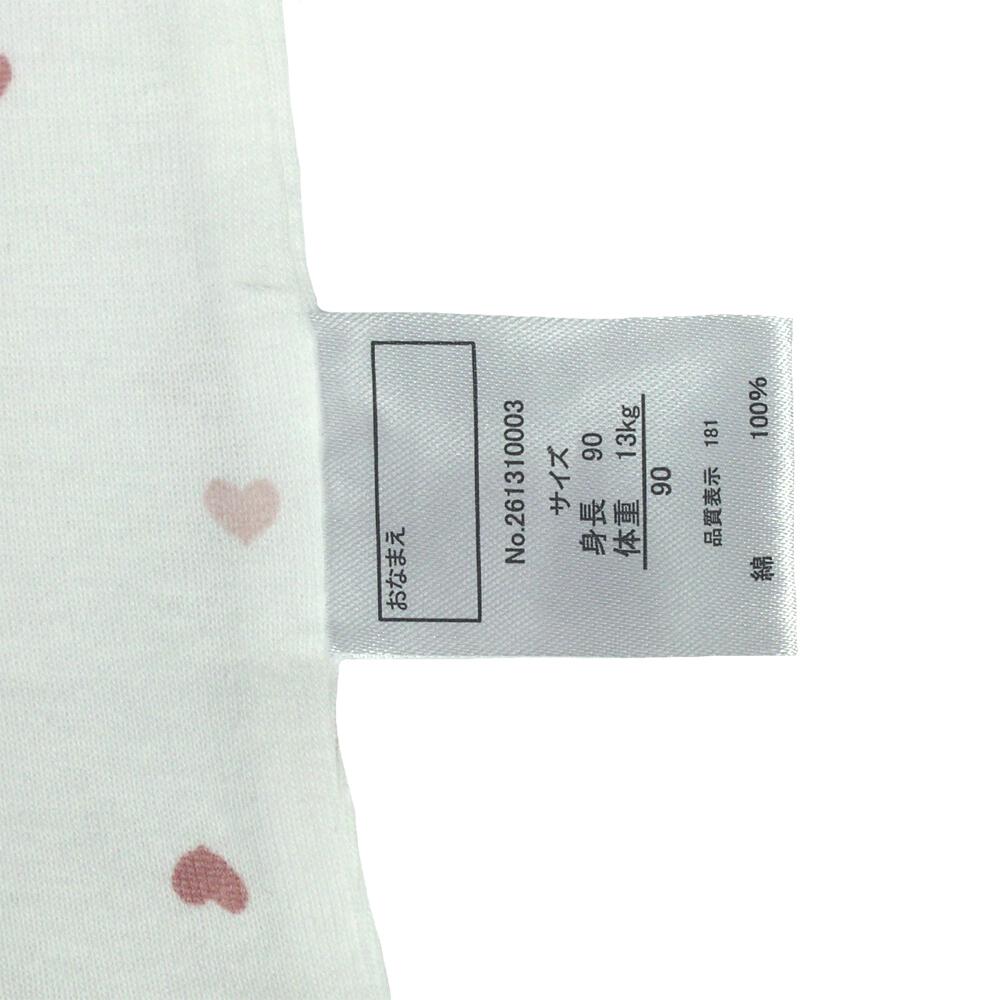 おなまえ
No.261310003
サイズ
身長 90
体重 13kg
90
品質表示 181
綿 100%